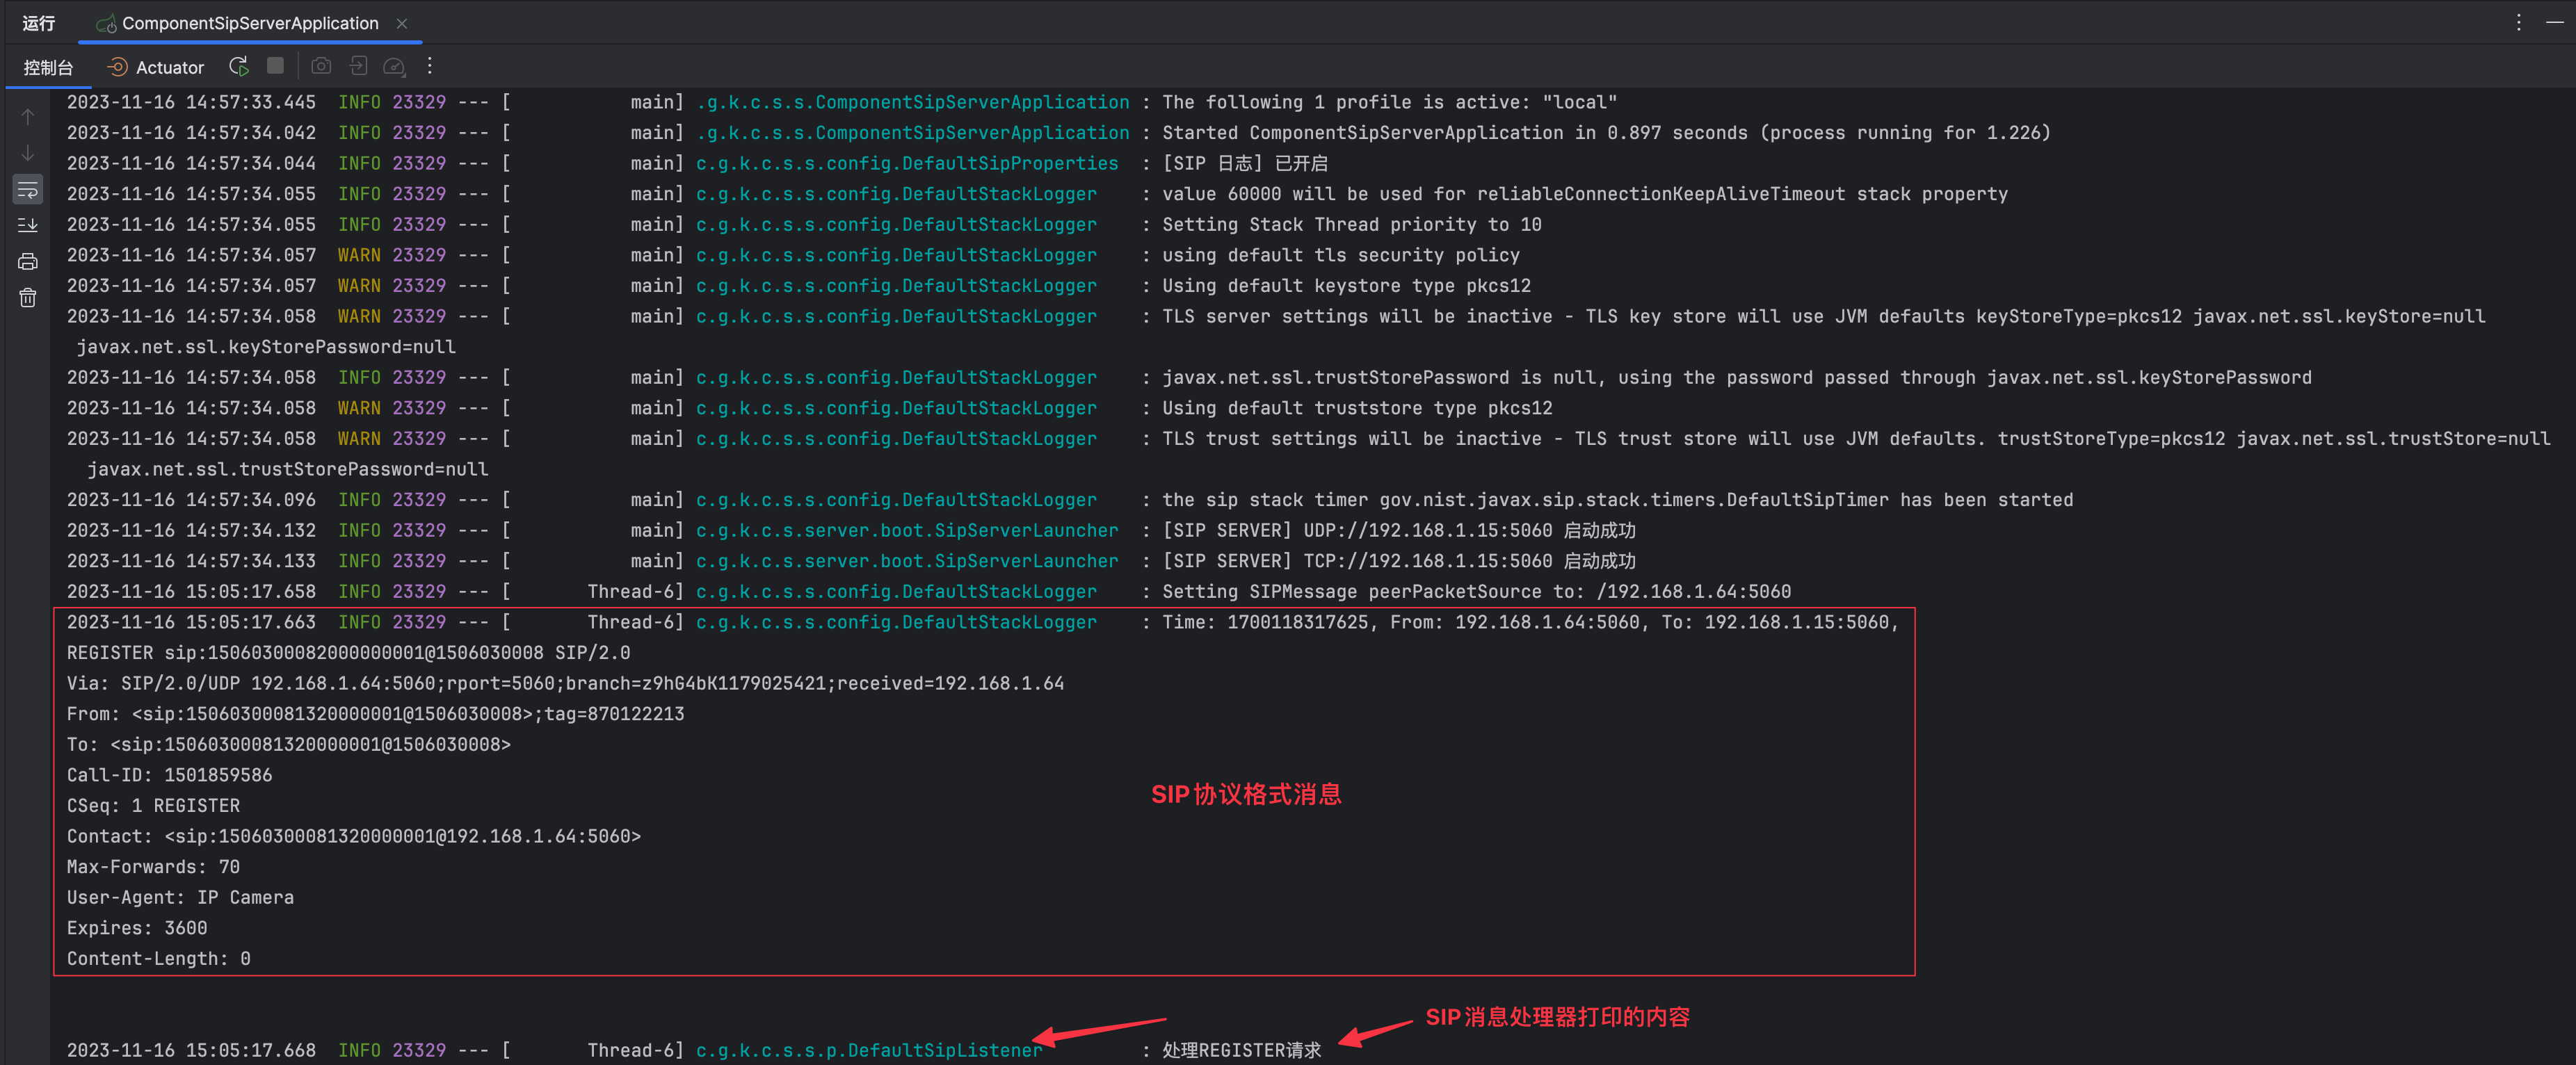 运行 ComponentSipServerApplication
控制台 Actuator
2023-11-16 14:57:33.445 INFO 23329 --- [ main] .g.k.c.s.s.ComponentSipServerApplication : The following 1 profile is active: "local"
2023-11-16 14:57:34.042 INFO 23329 --- [ main] .g.k.c.s.s.ComponentSipServerApplication : Started ComponentSipServerApplication in 0.897 seconds (process running for 1.226)
2023-11-16 14:57:34.044 INFO 23329 --- [ main] c.g.k.c.s.s.config.DefaultSipProperties : [SIP 日志] 已开启
2023-11-16 14:57:34.055 INFO 23329 --- [ main] c.g.k.c.s.s.config.DefaultStackLogger : value 60000 will be used for reliableConnectionKeepAliveTimeout stack property
2023-11-16 14:57:34.055 INFO 23329 --- [ main] c.g.k.c.s.s.config.DefaultStackLogger : Setting Stack Thread priority to 10
2023-11-16 14:57:34.057 WARN 23329 --- [ main] c.g.k.c.s.s.config.DefaultStackLogger : using default tls security policy
2023-11-16 14:57:34.057 WARN 23329 --- [ main] c.g.k.c.s.s.config.DefaultStackLogger : Using default keystore type pkcs12
2023-11-16 14:57:34.058 WARN 23329 --- [ main] c.g.k.c.s.s.config.DefaultStackLogger : TLS server settings will be inactive - TLS key store will use JVM defaults keyStoreType=pkcs12 javax.net.ssl.keyStore=null
javax.net.ssl.keyStorePassword=null
2023-11-16 14:57:34.058 INFO 23329 --- [ main] c.g.k.c.s.s.config.DefaultStackLogger : javax.net.ssl.trustStorePassword is null, using the password passed through javax.net.ssl.keyStorePassword
2023-11-16 14:57:34.058 WARN 23329 --- [ main] c.g.k.c.s.s.config.DefaultStackLogger : Using default truststore type pkcs12
2023-11-16 14:57:34.058 WARN 23329 --- [ main] c.g.k.c.s.s.config.DefaultStackLogger : TLS trust settings will be inactive - TLS trust store will use JVM defaults. trustStoreType=pkcs12 javax.net.ssl.trustStore=null
javax.net.ssl.trustStorePassword=null
2023-11-16 14:57:34.096 INFO 23329 --- [ main] c.g.k.c.s.s.config.DefaultStackLogger : the sip stack timer gov.nist.javax.sip.stack.timers.DefaultSipTimer has been started
2023-11-16 14:57:34.132 INFO 23329 --- [ main] c.g.k.c.s.server.boot.SipServerLauncher : [SIP SERVER] UDP://192.168.1.15:5060 启动成功
2023-11-16 14:57:34.133 INFO 23329 --- [ main] c.g.k.c.s.server.boot.SipServerLauncher : [SIP SERVER] TCP://192.168.1.15:5060 启动成功
2023-11-16 15:05:17.658 INFO 23329 --- [ Thread-6] c.g.k.c.s.s.config.DefaultStackLogger : Setting SIPMessage peerPacketSource to: /192.168.1.64:5060
2023-11-16 15:05:17.663 INFO 23329 --- [ Thread-6] c.g.k.c.s.s.config.DefaultStackLogger : Time: 1700118317625, From: 192.168.1.64:5060, To: 192.168.1.15:5060,
REGISTER sip:15060300082000000001@1506030008 SIP/2.0
Via: SIP/2.0/UDP 192.168.1.64:5060;rport=5060;branch=z9hG4bK1179025421;received=192.168.1.64
From: <sip:15060300081320000001@1506030008>;tag=870122213
To: <sip:15060300081320000001@1506030008>
Call-ID: 1501859586
SIP协议格式消息
CSeq: 1 REGISTER
Contact: <sip:15060300081320000001@192.168.1.64:5060>
Max-Forwards: 70
User-Agent: IP Camera
Expires: 3600
Content-Length: 0
SIP消息处理器打印的内容
2023-11-16 15:05:17.668 INFO 23329 --- [ Thread-6] c.g.k.c.s.s.p.DefaultSipListener : 处理REGISTER请求